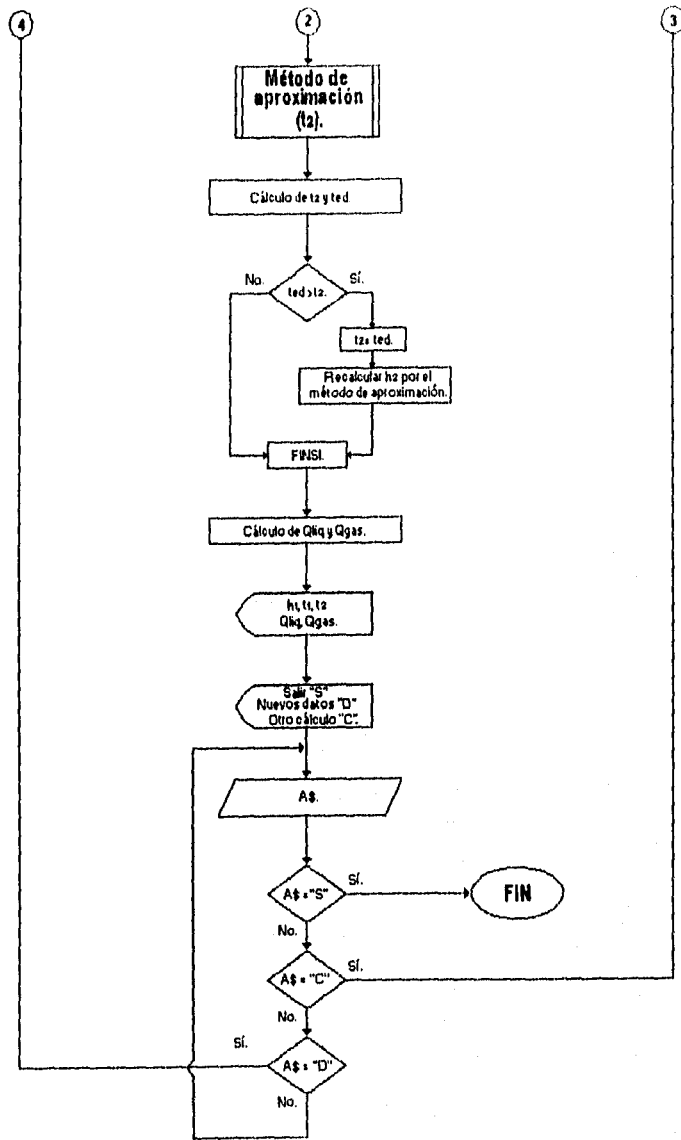 4
2
3
Método de
aproximación
(t2).
Cálculo de t2 y ted.
No.
ted > t2.
Sí.
t2= ted.
Recalcular h2 por el
método de aproximación.
FINSI.
Cálculo de Qliq y Qgas.
h1, t1, t2
Qliq, Qgas.
Salir "S"
Nuevos datos "D"
Otro cálculo "C".
A$.
A$ = "S"
Sí.
FIN
No.
A$ = "C"
Sí.
No.
Sí.
A$ = "D"
No.